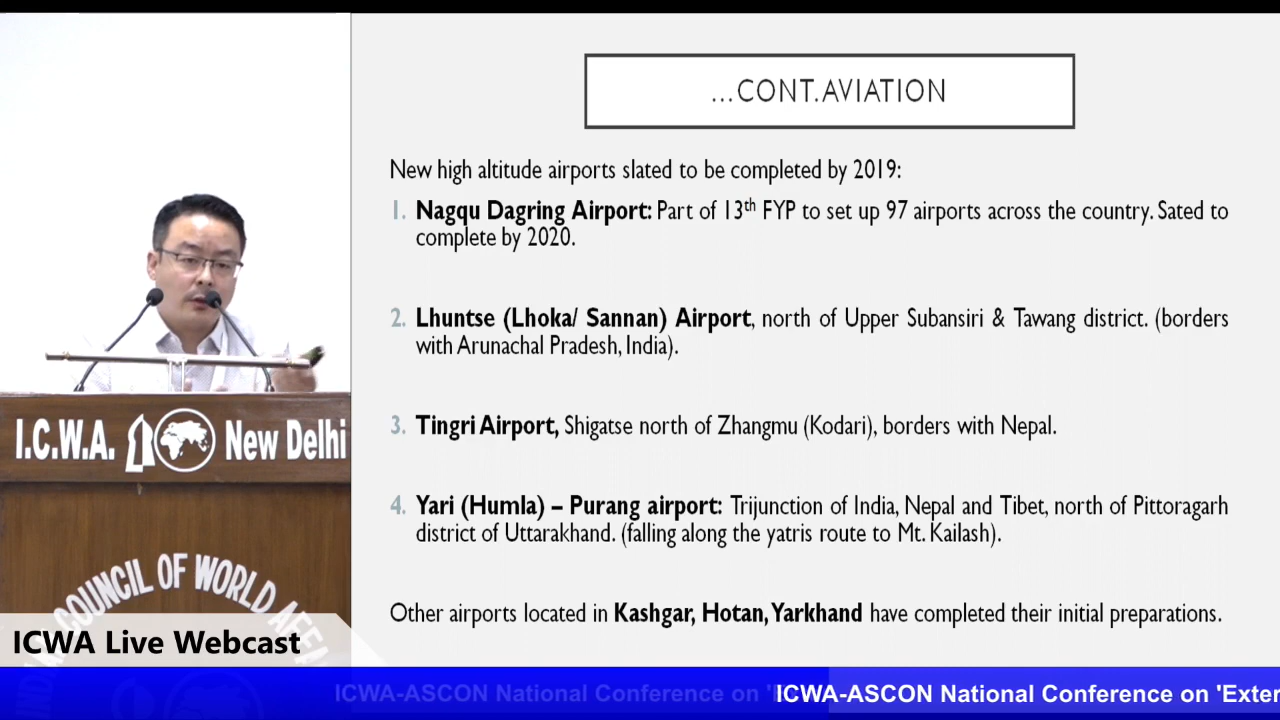 ...CONT.AVIATION
New high altitude airports slated to be completed by 2019:
1. Nagqu Dagring Airport: Part of 13th FYP to set up 97 airports across the country. Sated to
complete by 2020.
2. Lhuntse (Lhoka/ Sannan) Airport, north of Upper Subansiri & Tawang district. (borders
with Arunachal Pradesh, India).
3. Tingri Airport, Shigatse north of Zhangmu (Kodari), borders with Nepal.
4. Yari (Humla) – Purang airport: Trijunction of India, Nepal and Tibet, north of Pittoragarh
district of Uttarakhand. (falling along the yatris route to Mt. Kailash).
Other airports located in Kashgar, Hotan, Yarkhand have completed their initial preparations.
I.C.W.A. New Delhi
COUNCIL OF WORLD
ICWA Live Webcast
ICWA-ASCON National Conference on 'E
ICWA-ASCON National Conference on 'Exter